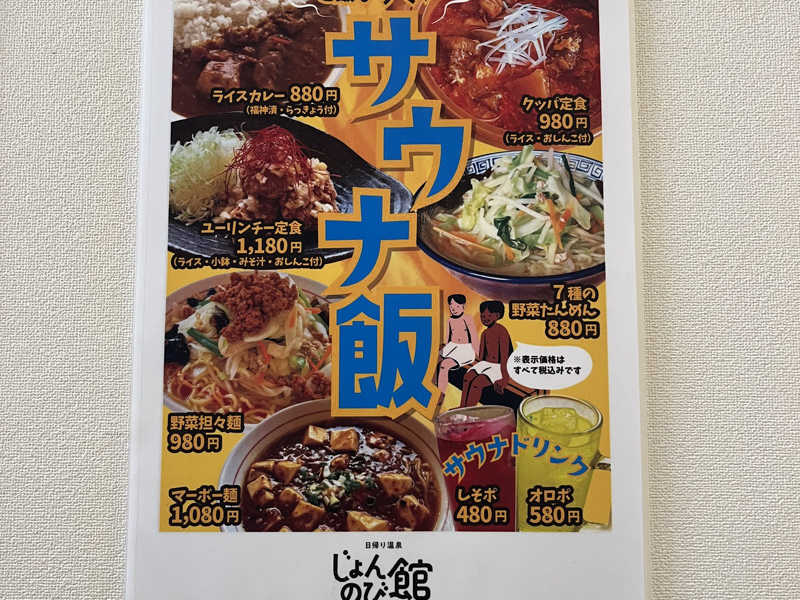 サウナ飯
ライスカレー 880円
(福神漬・らっきょう付)
クッパ定食
980円
(ライス・おしんこ付)
ユーリンチー定食
1,180円
(ライス・小鉢・みそ汁・おしんこ付)
7種の
野菜たんめん
880円
※表示価格は
すべて税込みです
野菜担々麺
980円
マーボー麺
1,080円
サウナドリンク
しそポ
480円
オロポ
580円
日帰り温泉
じょん
のび館